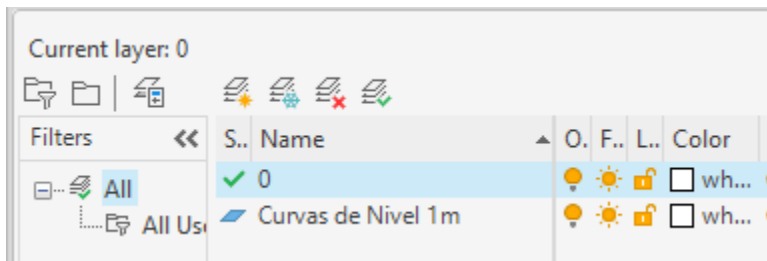 Current layer: 0
Filters
S.. Name O. F.. L.. Color
All
0 wh...
All Us
Curvas de Nivel 1m wh...